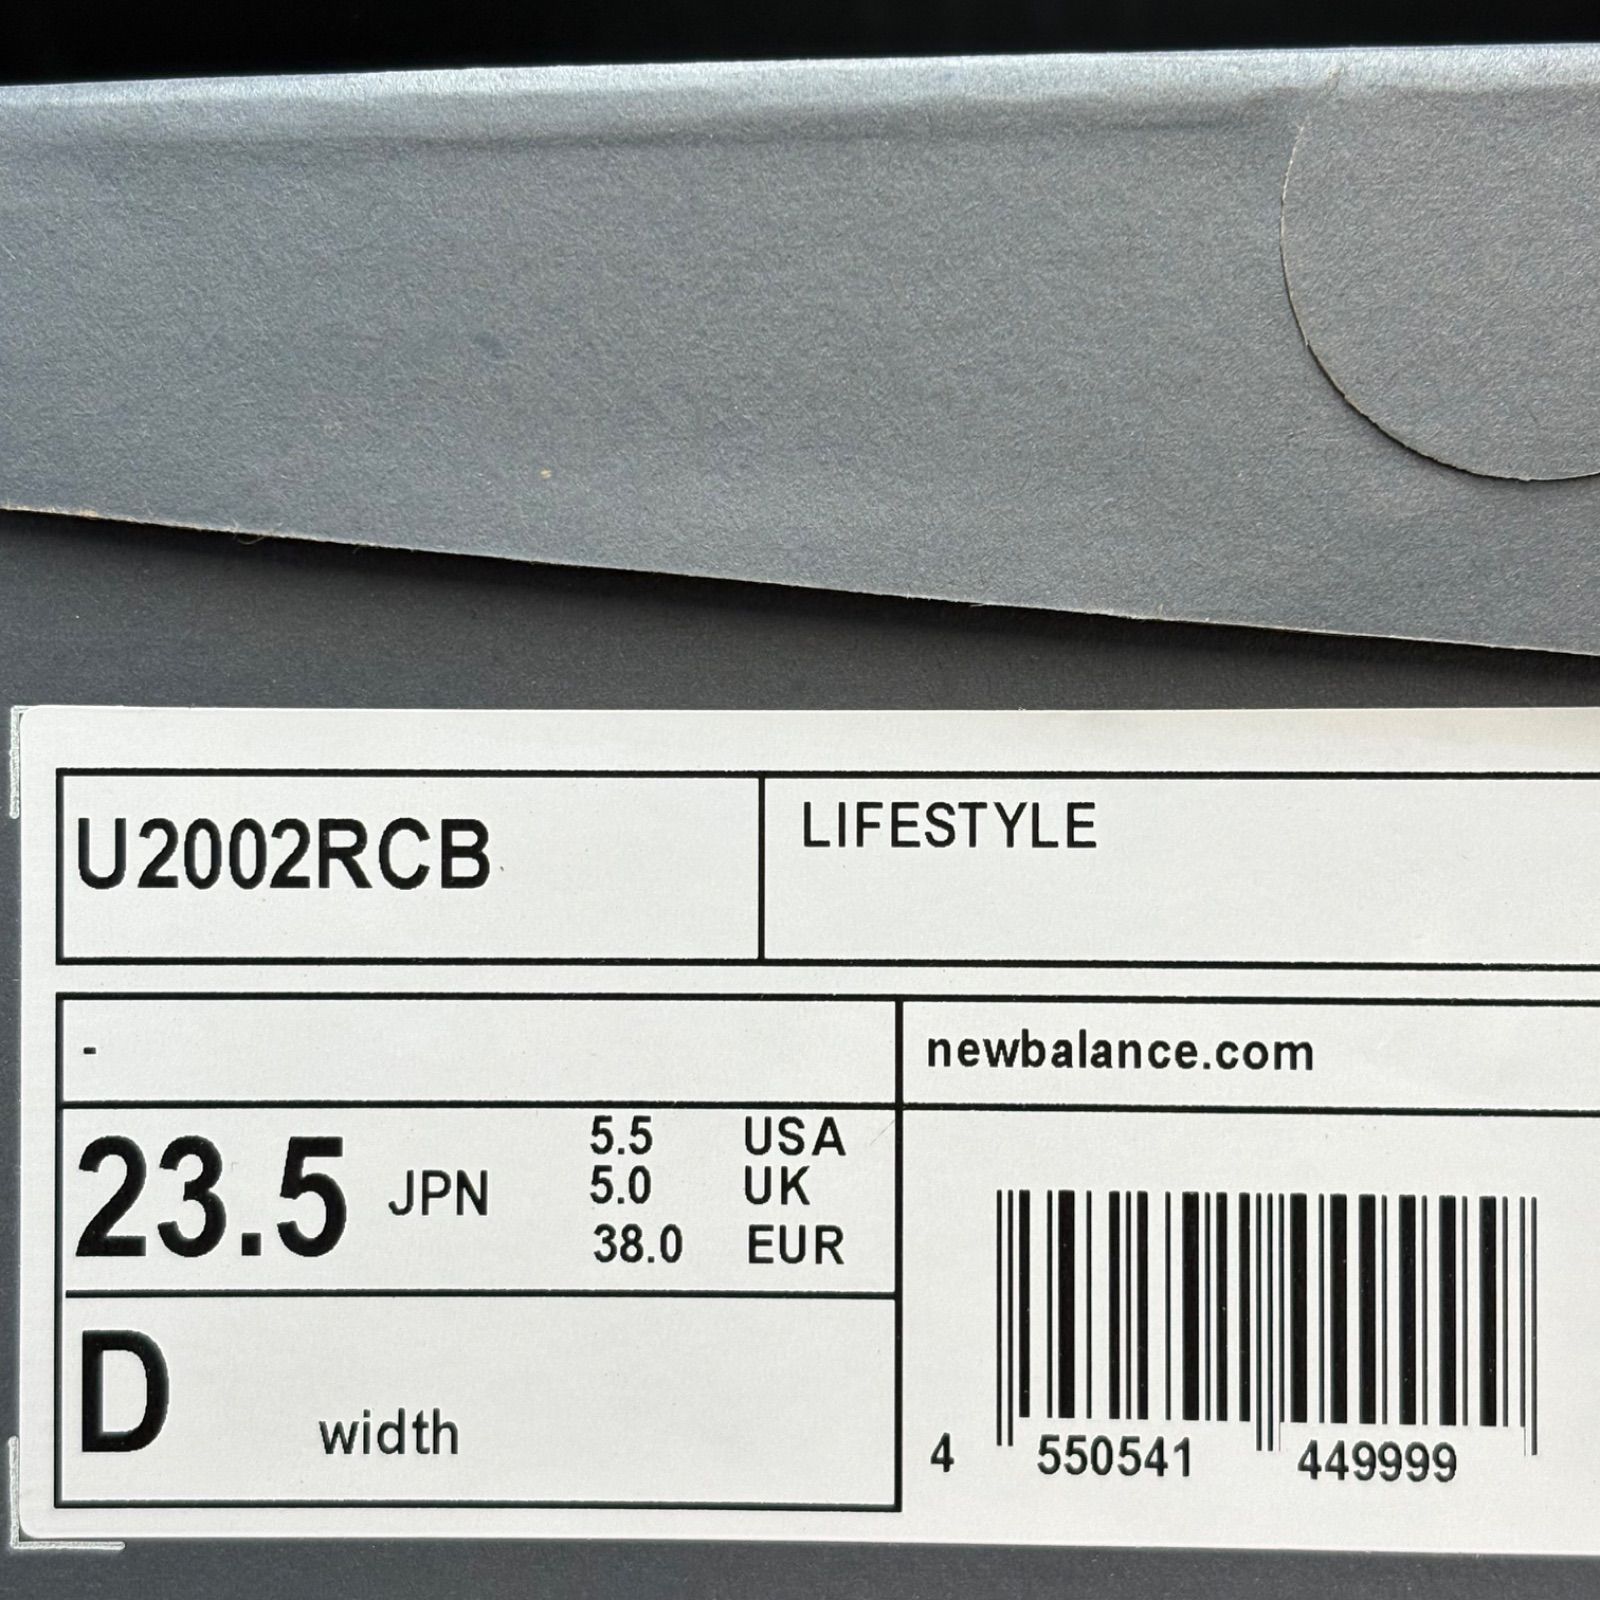 U2002RCB
LIFESTYLE
-
newbalance.com
23.5 JPN
5.5 USA
5.0 UK
38.0 EUR
D width
4 550541 449999